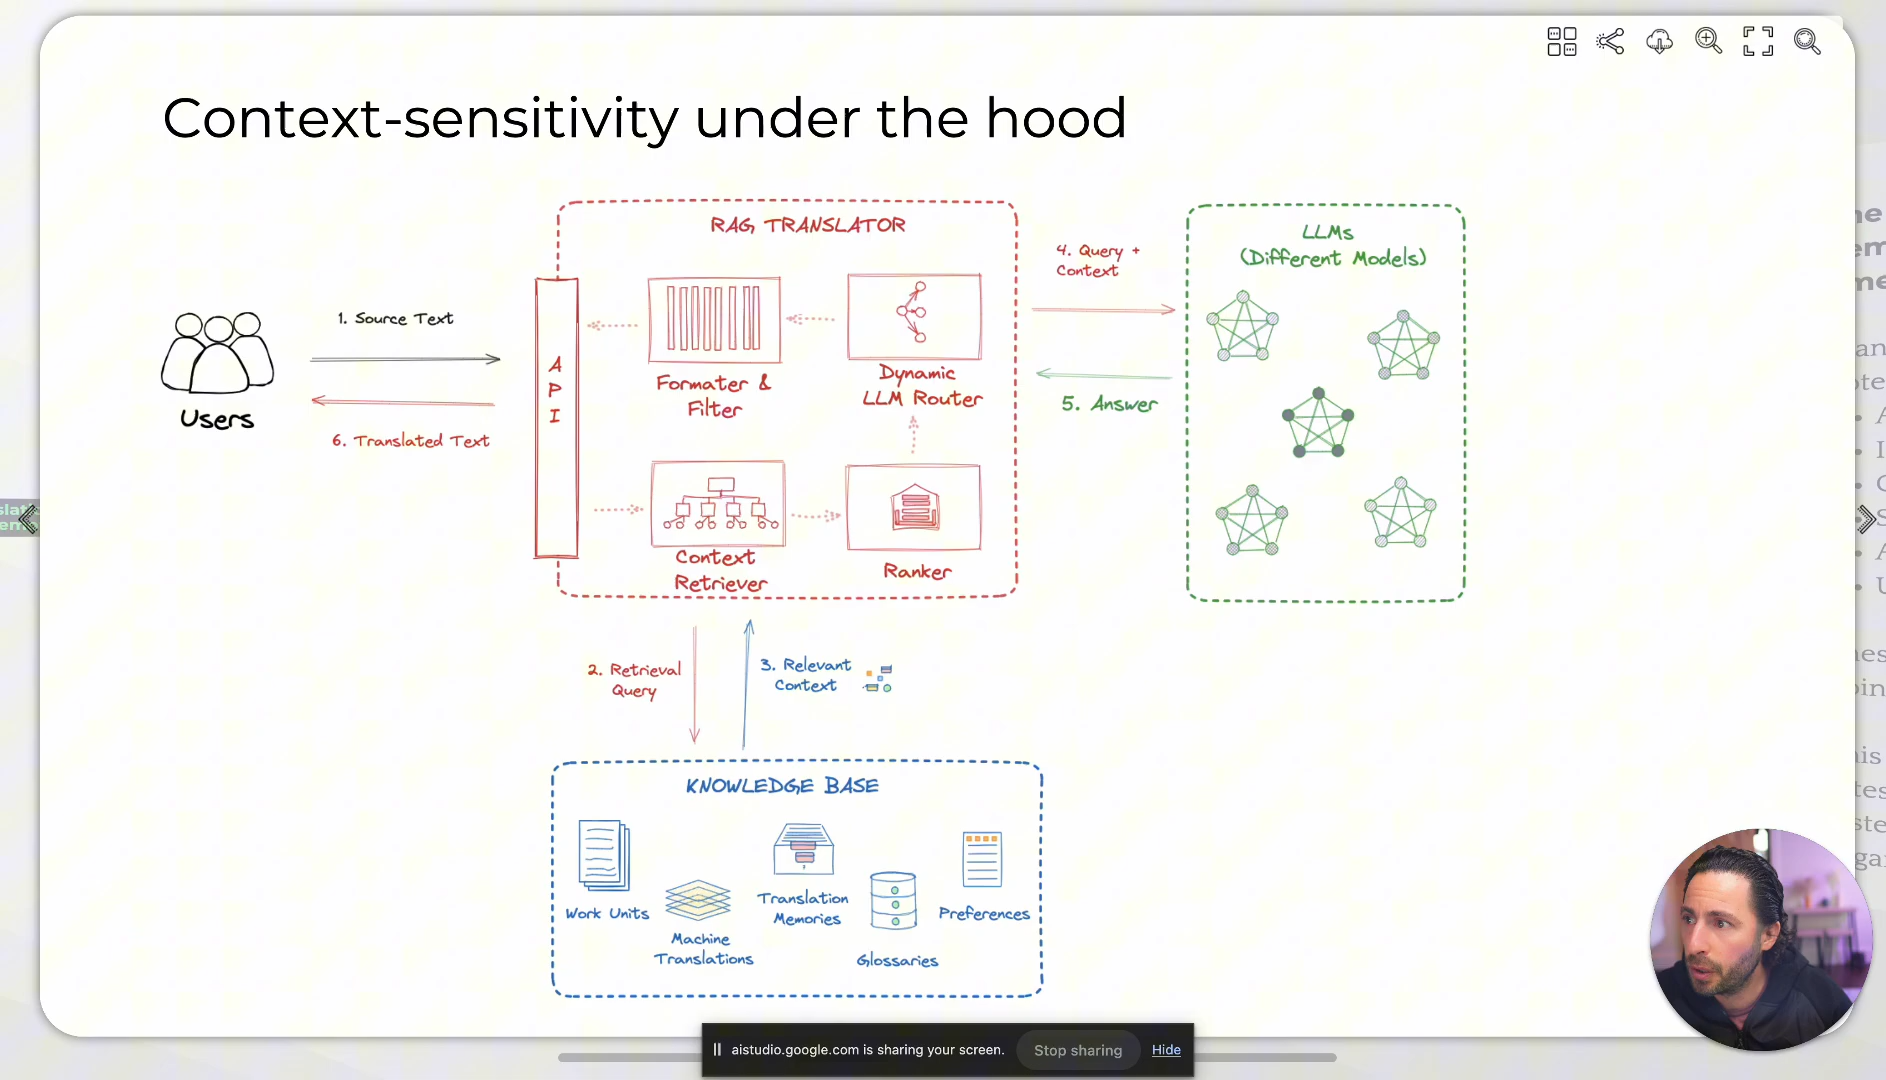 Context-sensitivity under the hood
RAG TRANSLATOR
LLMs
(Different Models)
4. Query +
Context
1. Source Text
A
P
I
Formater &
Filter
Dynamic
LLM Router
5. Answer
Users
6. Translated Text
Context
Retriever
Ranker
2. Retrieval
Query
3. Relevant
Context
KNOWLEDGE BASE
Work Units
Machine
Translations
Translation
Memories
Glossaries
Preferences
aistudio.google.com is sharing your screen.
Stop sharing
Hide